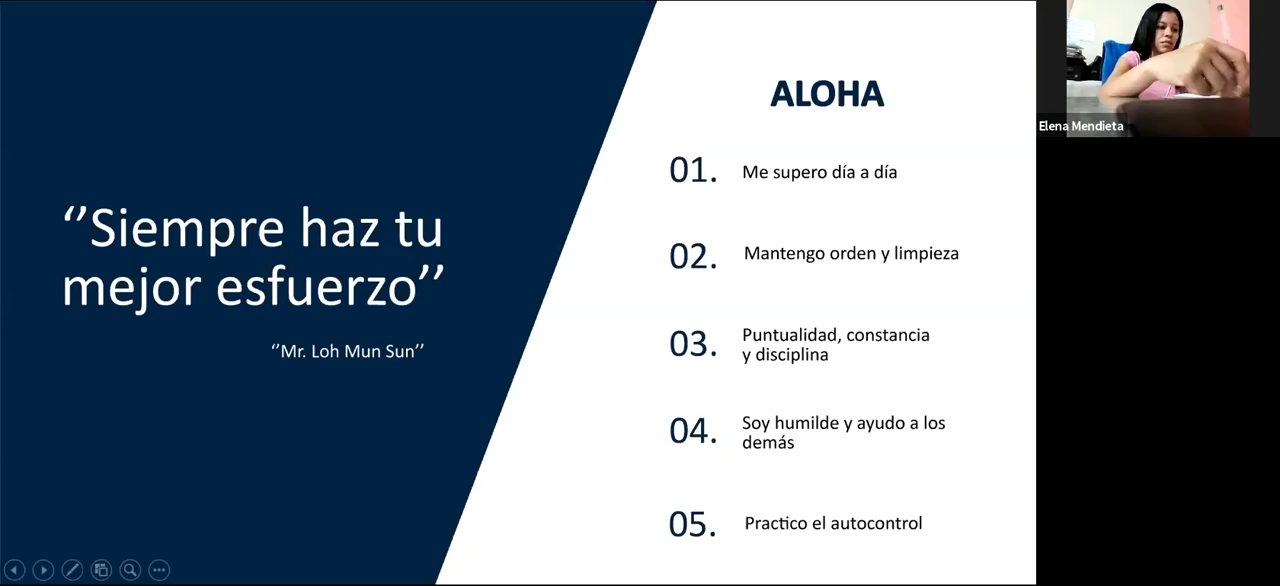 ‘’Siempre haz tu
mejor esfuerzo’’
‘’Mr. Loh Mun Sun’’
ALOHA
01. Me supero día a día
02. Mantengo orden y limpieza
03. Puntualidad, constancia
y disciplina
04. Soy humilde y ayudo a los
demás
05. Practico el autocontrol
Elena Mendieta